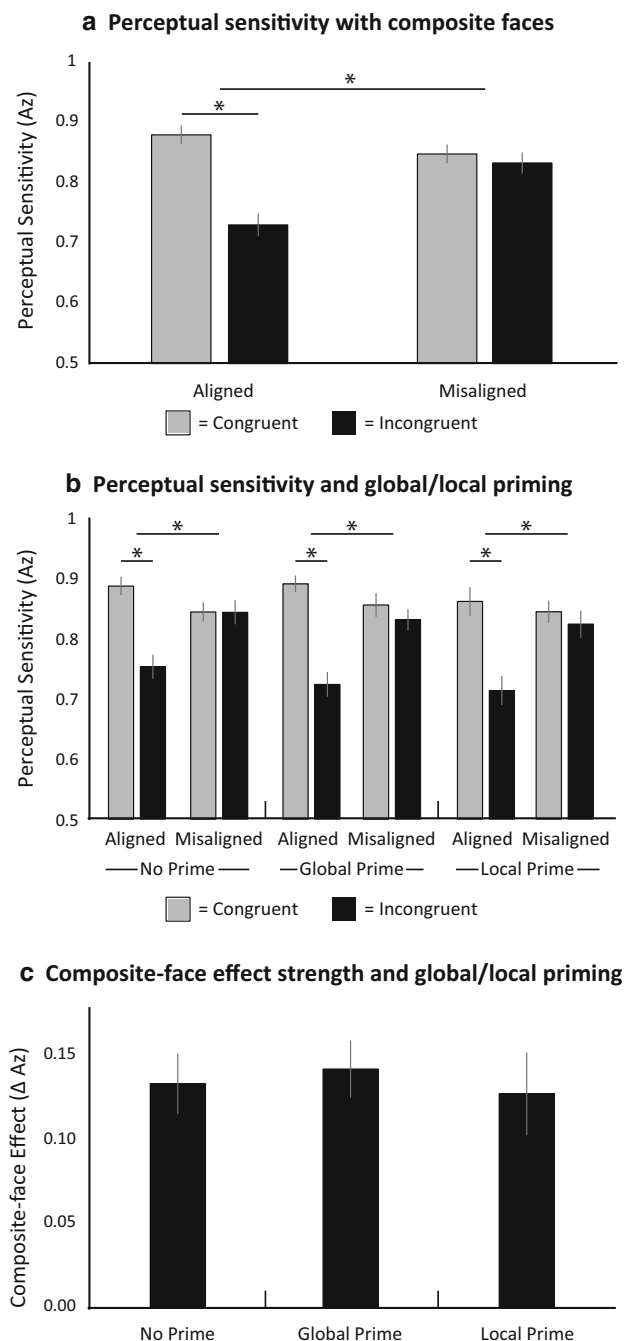 a Perceptual sensitivity with composite faces
Perceptual Sensitivity (Az)
1
0.9
0.8
0.7
0.6
0.5
*
*
Aligned Misaligned
= Congruent = Incongruent
b Perceptual sensitivity and global/local priming
Perceptual Sensitivity (Az)
1
0.9
0.8
0.7
0.6
0.5
* * *
* * *
Aligned Misaligned Aligned Misaligned Aligned Misaligned
No Prime Global Prime Local Prime
= Congruent = Incongruent
c Composite-face effect strength and global/local priming
Composite-face Effect (Δ Az)
0.15
0.10
0.05
0.00
No Prime Global Prime Local Prime